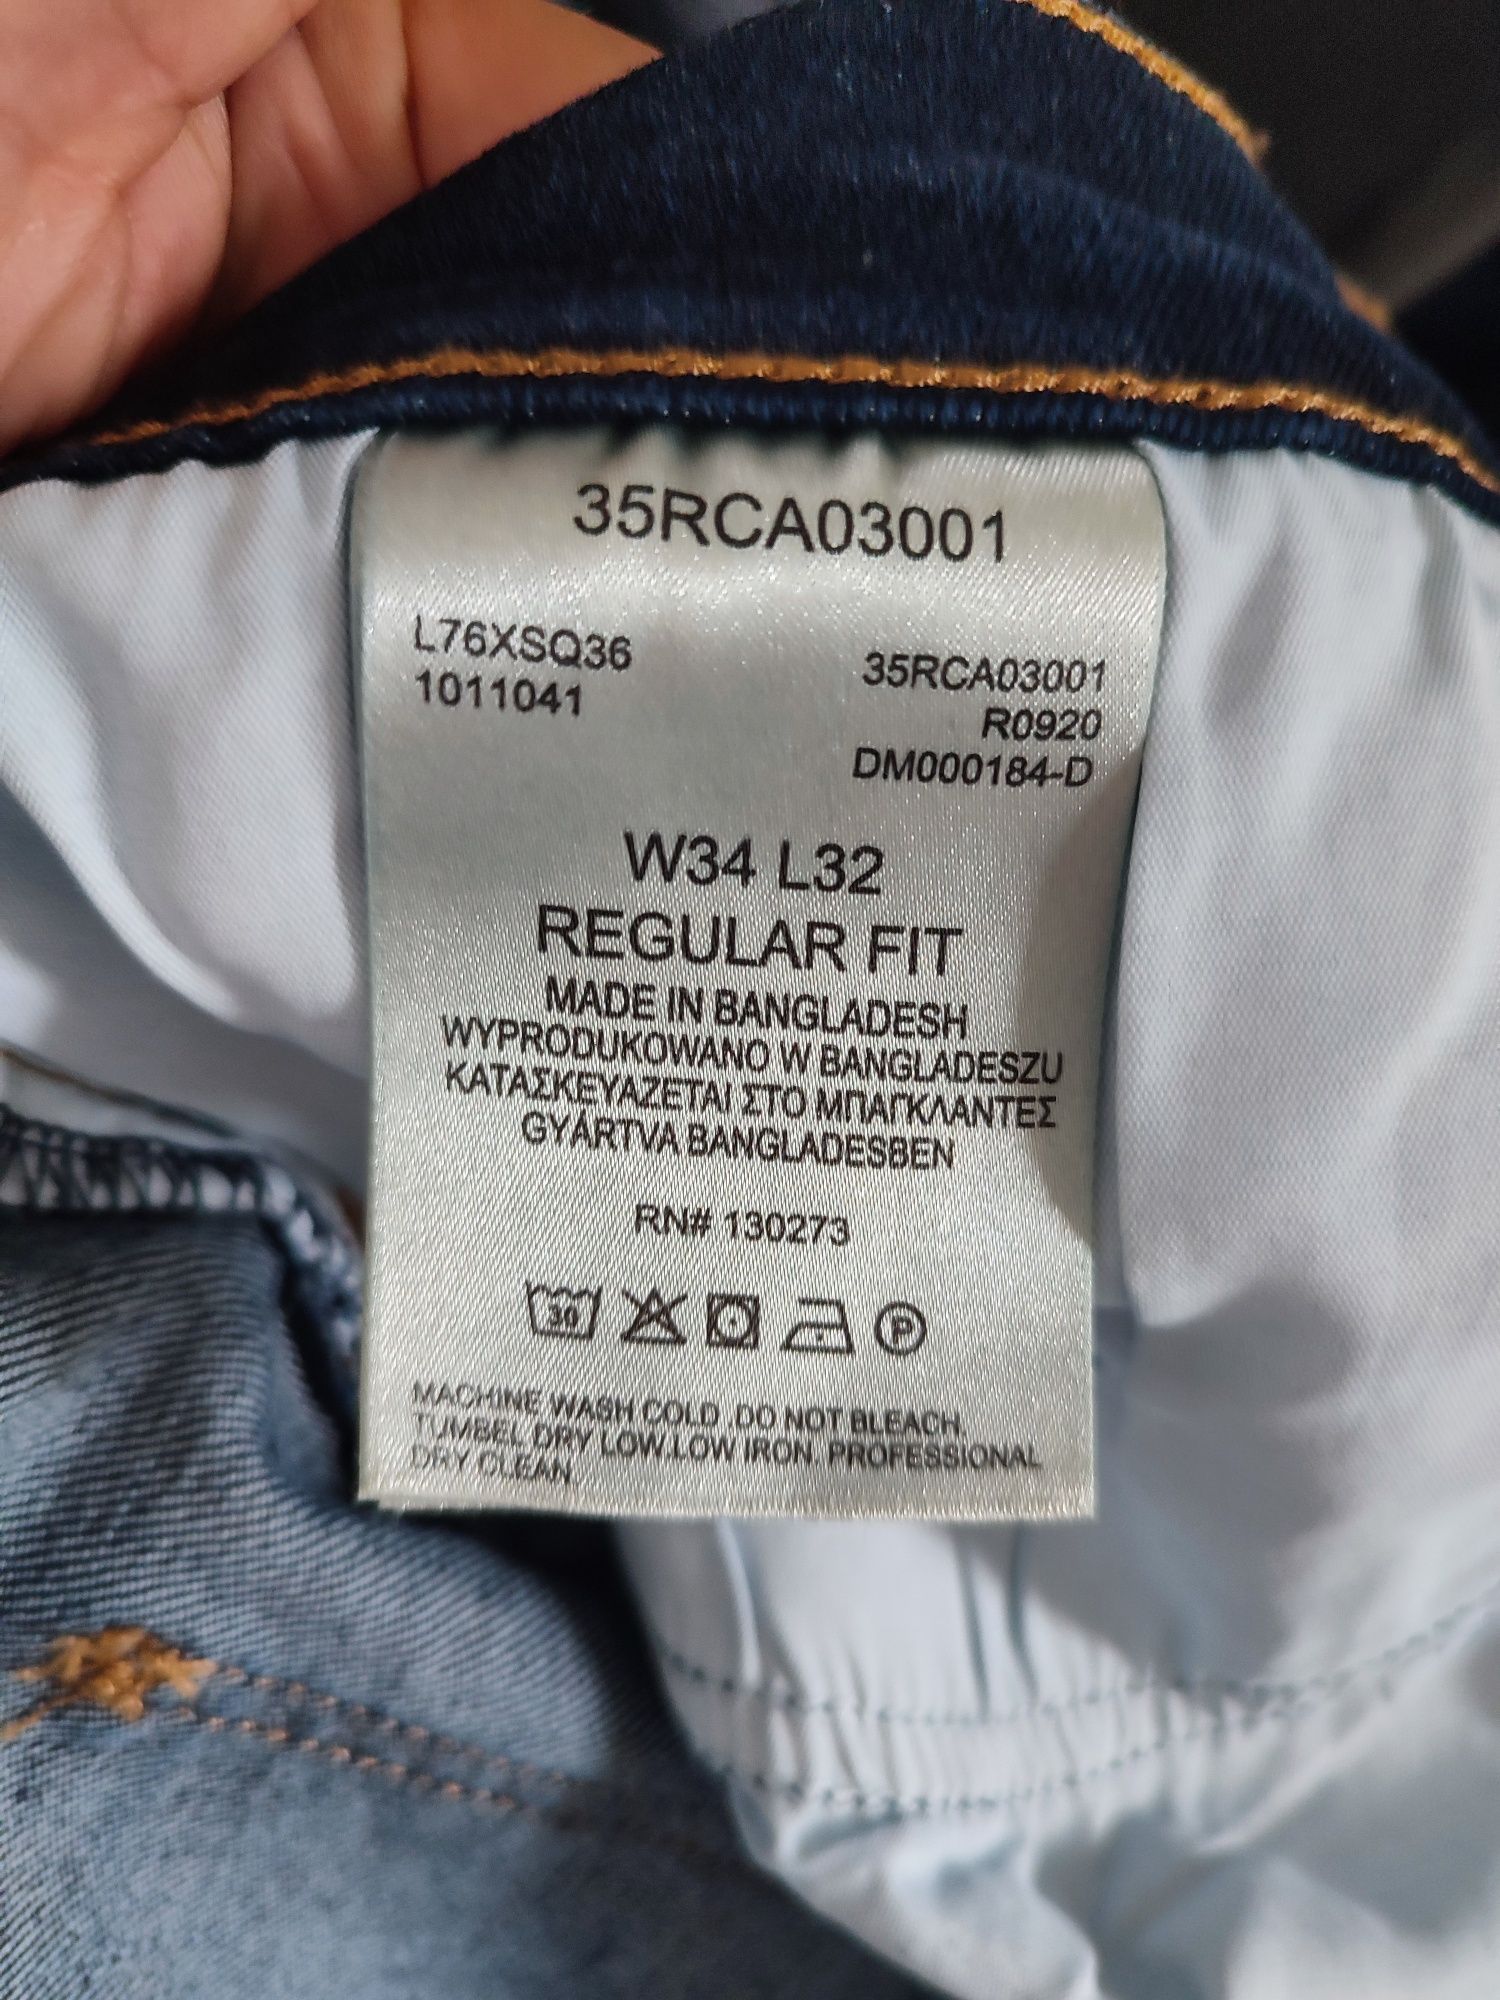 35RCA03001
L76XSQ36
1011041
35RCA03001
R0920
DM000184-D
W34 L32
REGULAR FIT
MADE IN BANGLADESH
WYPRODUKOWANO W BANGLADESZU
ΚΑΤΑΣΚΕΥΑΖΕΤΑΙ ΣΤΟ ΜΠΑΓΚΛΑΝΤΕΣ
GYÁRTVA BANGLADESBEN
RN# 130273
30 P
MACHINE WASH COLD .DO NOT BLEACH.
TUMBEL DRY LOW.LOW IRON. PROFESSIONAL
DRY CLEAN.